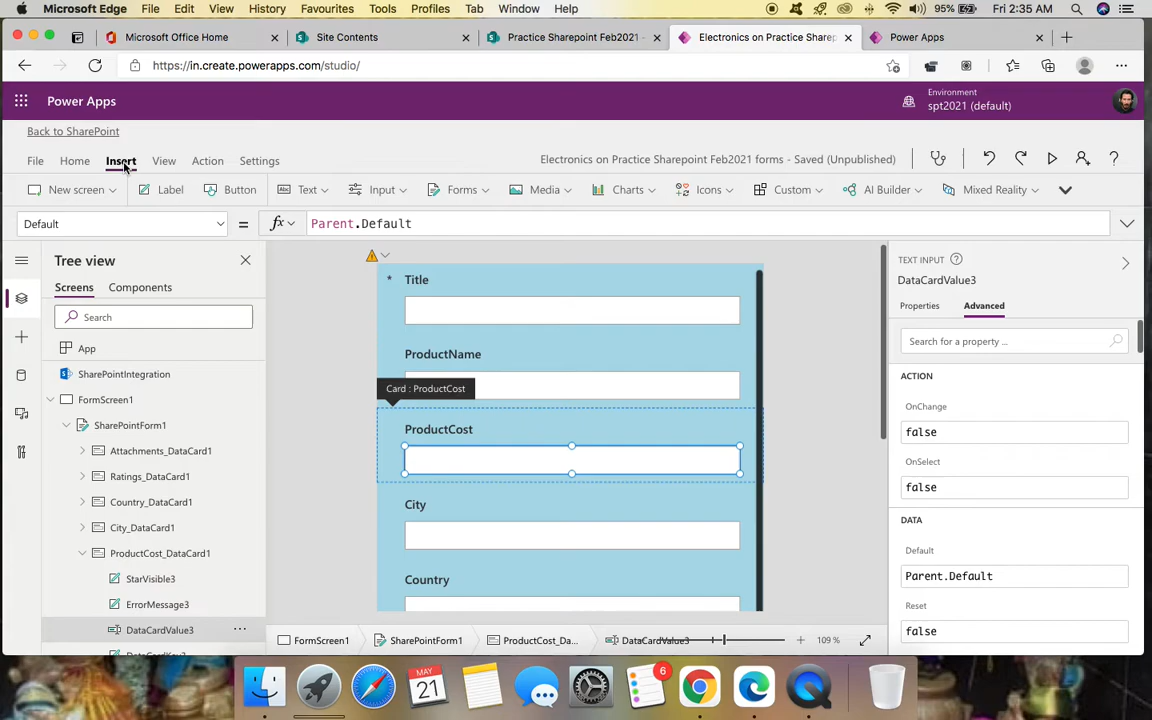 Microsoft Edge File Edit View History Favourites Tools Profiles Tab Window Help 95% Fri 2:35 AM
Microsoft Office Home Site Contents Practice Sharepoint Feb2021 - Electronics on Practice Sharep Power Apps
https://in.create.powerapps.com/studio/
Power Apps
Environment
spt2021 (default)
Back to SharePoint
File Home Insert View Action Settings Electronics on Practice Sharepoint Feb2021 forms - Saved (Unpublished)
New screen Label Button Text Input Forms Media Charts Icons Custom AI Builder Mixed Reality
Default = fx Parent.Default
Tree view
Screens Components
Search
App
SharePointIntegration
FormScreen1
SharePointForm1
Attachments_DataCard1
Ratings_DataCard1
Country_DataCard1
City_DataCard1
ProductCost_DataCard1
StarVisible3
ErrorMessage3
DataCardValue3
* Title
ProductName
Card : ProductCost
ProductCost
City
Country
FormScreen1 SharePointForm1 ProductCost_Da... DataCardValue3 109 %
TEXT INPUT
DataCardValue3
Properties Advanced
Search for a property ...
ACTION
OnChange
false
OnSelect
false
DATA
Default
Parent.Default
Reset
false
MAY
21
6